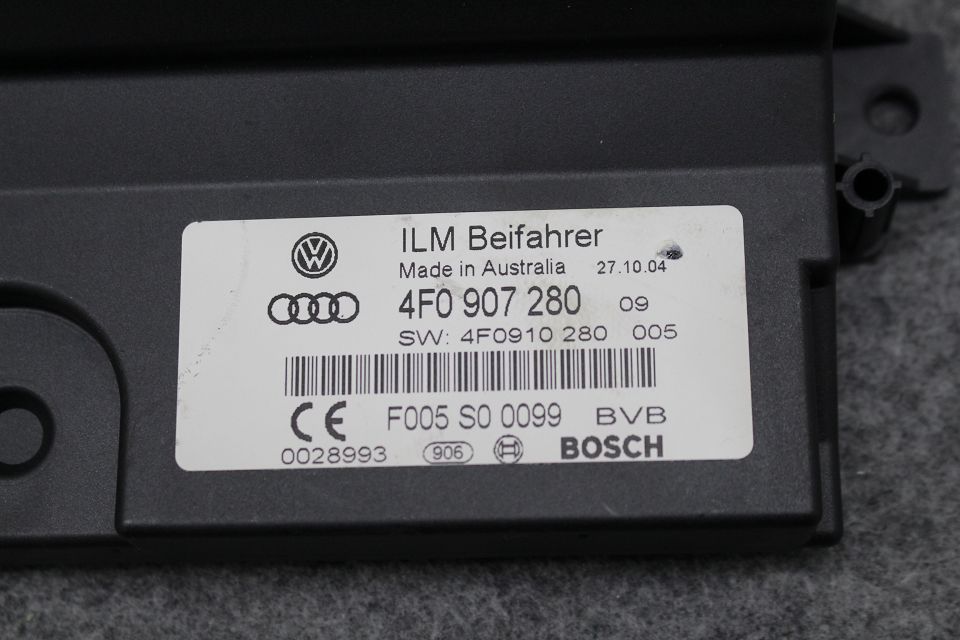 ILM Beifahrer
Made in Australia 27.10.04
4F0 907 280 09
SW: 4F0910 280 005
CE F005 S0 0099 BVB
0028993 906 BOSCH